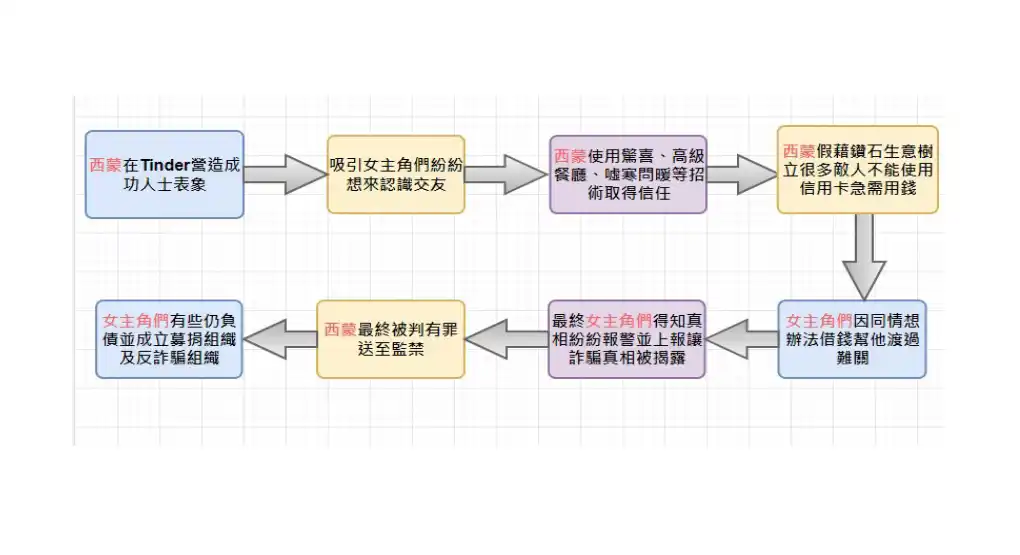 西蒙在Tinder營造成
功人士表象
吸引女主角們紛紛
想來認識交友
西蒙使用驚喜、高級
餐廳、噓寒問暖等招
術取得信任
西蒙假藉鑽石生意樹
立很多敵人不能使用
信用卡急需用錢
女主角們因同情想
辦法借錢幫他渡過
難關
最終女主角們得知真
相紛紛報警並上報讓
詐騙真相被揭露
西蒙最終被判有罪
送至監禁
女主角們有些仍負
債並成立募捐組織
及反詐騙組織